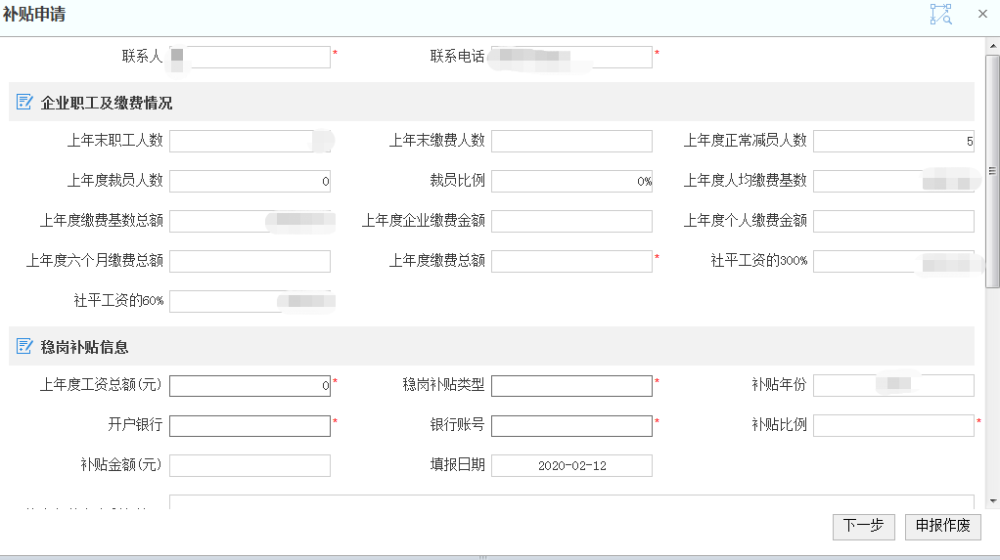 补贴申请
联系人 * 联系电话 *
企业职工及缴费情况
上年末职工人数 上年末缴费人数 上年度正常减员人数 5
上年度裁员人数 0 裁员比例 0% 上年度人均缴费基数
上年度缴费基数总额 上年度企业缴费金额 上年度个人缴费金额
上年度六个月缴费总额 上年度缴费总额 * 社平工资的300%
社平工资的60%
稳岗补贴信息
上年度工资总额(元) 0 * 稳岗补贴类型 * 补贴年份
开户银行 * 银行账号 * 补贴比例 *
补贴金额(元) 填报日期 2020-02-12
下一步 申报作废